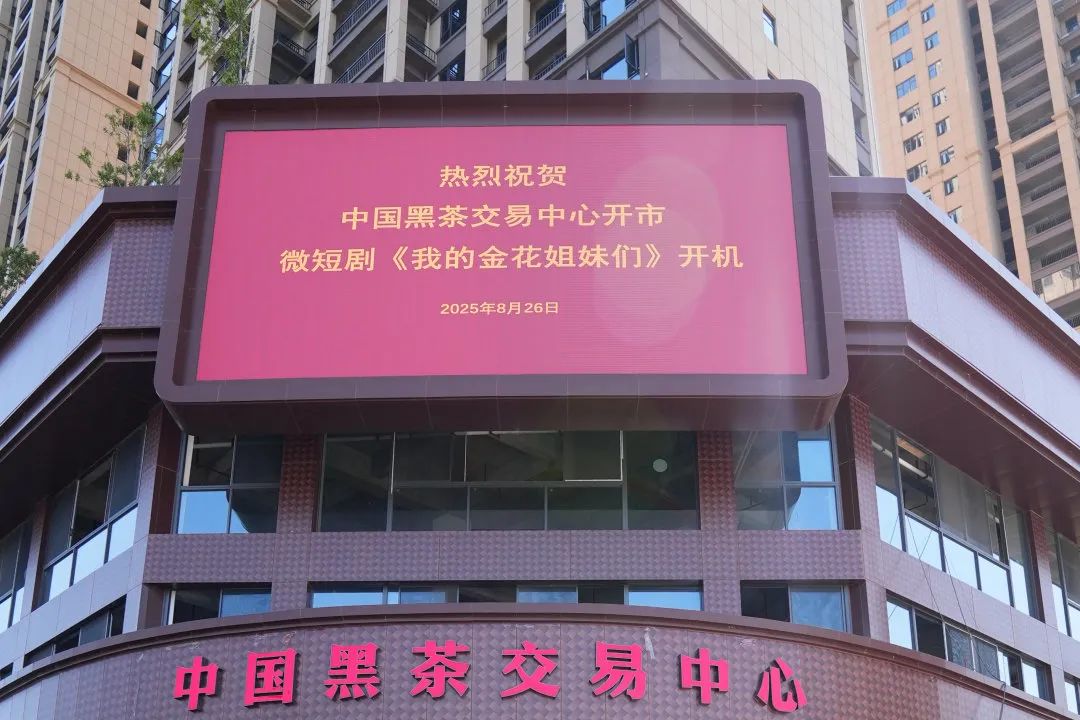 热烈祝贺
中国黑茶交易中心开市
微短剧《我的金花姐妹们》开机
2025年8月26日
中国黑茶交易中心